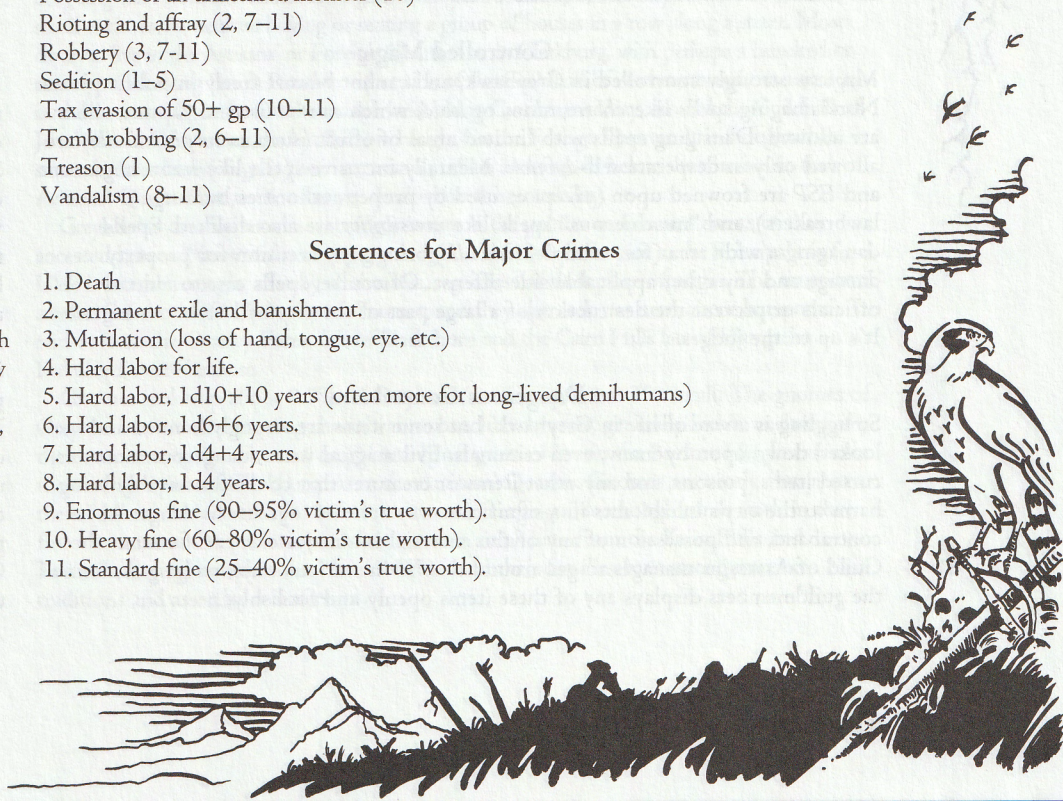 Rioting and affray (2, 7–11)
Robbery (3, 7-11)
Sedition (1–5)
Tax evasion of 50+ gp (10–11)
Tomb robbing (2, 6–11)
Treason (1)
Vandalism (8–11)
Sentences for Major Crimes
1. Death
2. Permanent exile and banishment.
3. Mutilation (loss of hand, tongue, eye, etc.)
4. Hard labor for life.
5. Hard labor, 1d10+10 years (often more for long-lived demihumans)
6. Hard labor, 1d6+6 years.
7. Hard labor, 1d4+4 years.
8. Hard labor, 1d4 years.
9. Enormous fine (90–95% victim's true worth).
10. Heavy fine (60–80% victim's true worth).
11. Standard fine (25–40% victim's true worth).